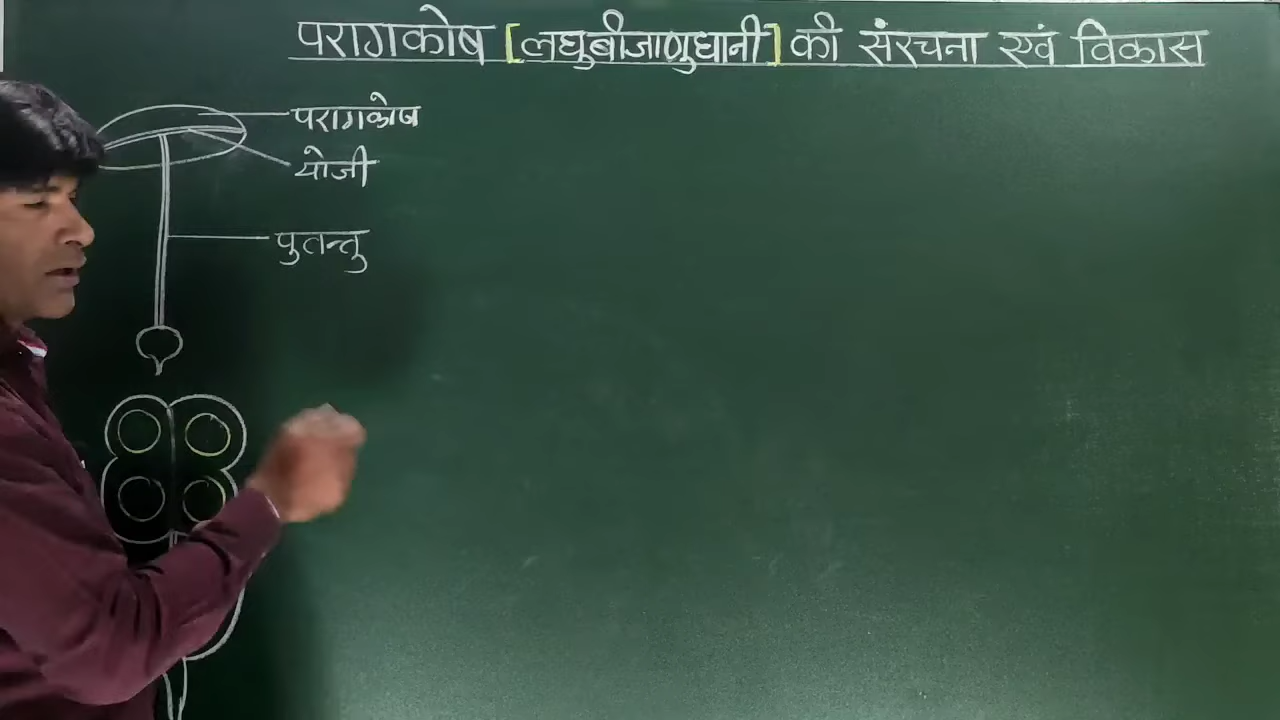 परागकोष [लघुबीजाणुधानी] की संरचना एवं विकास
परागकोष
योजी
पुतन्तु